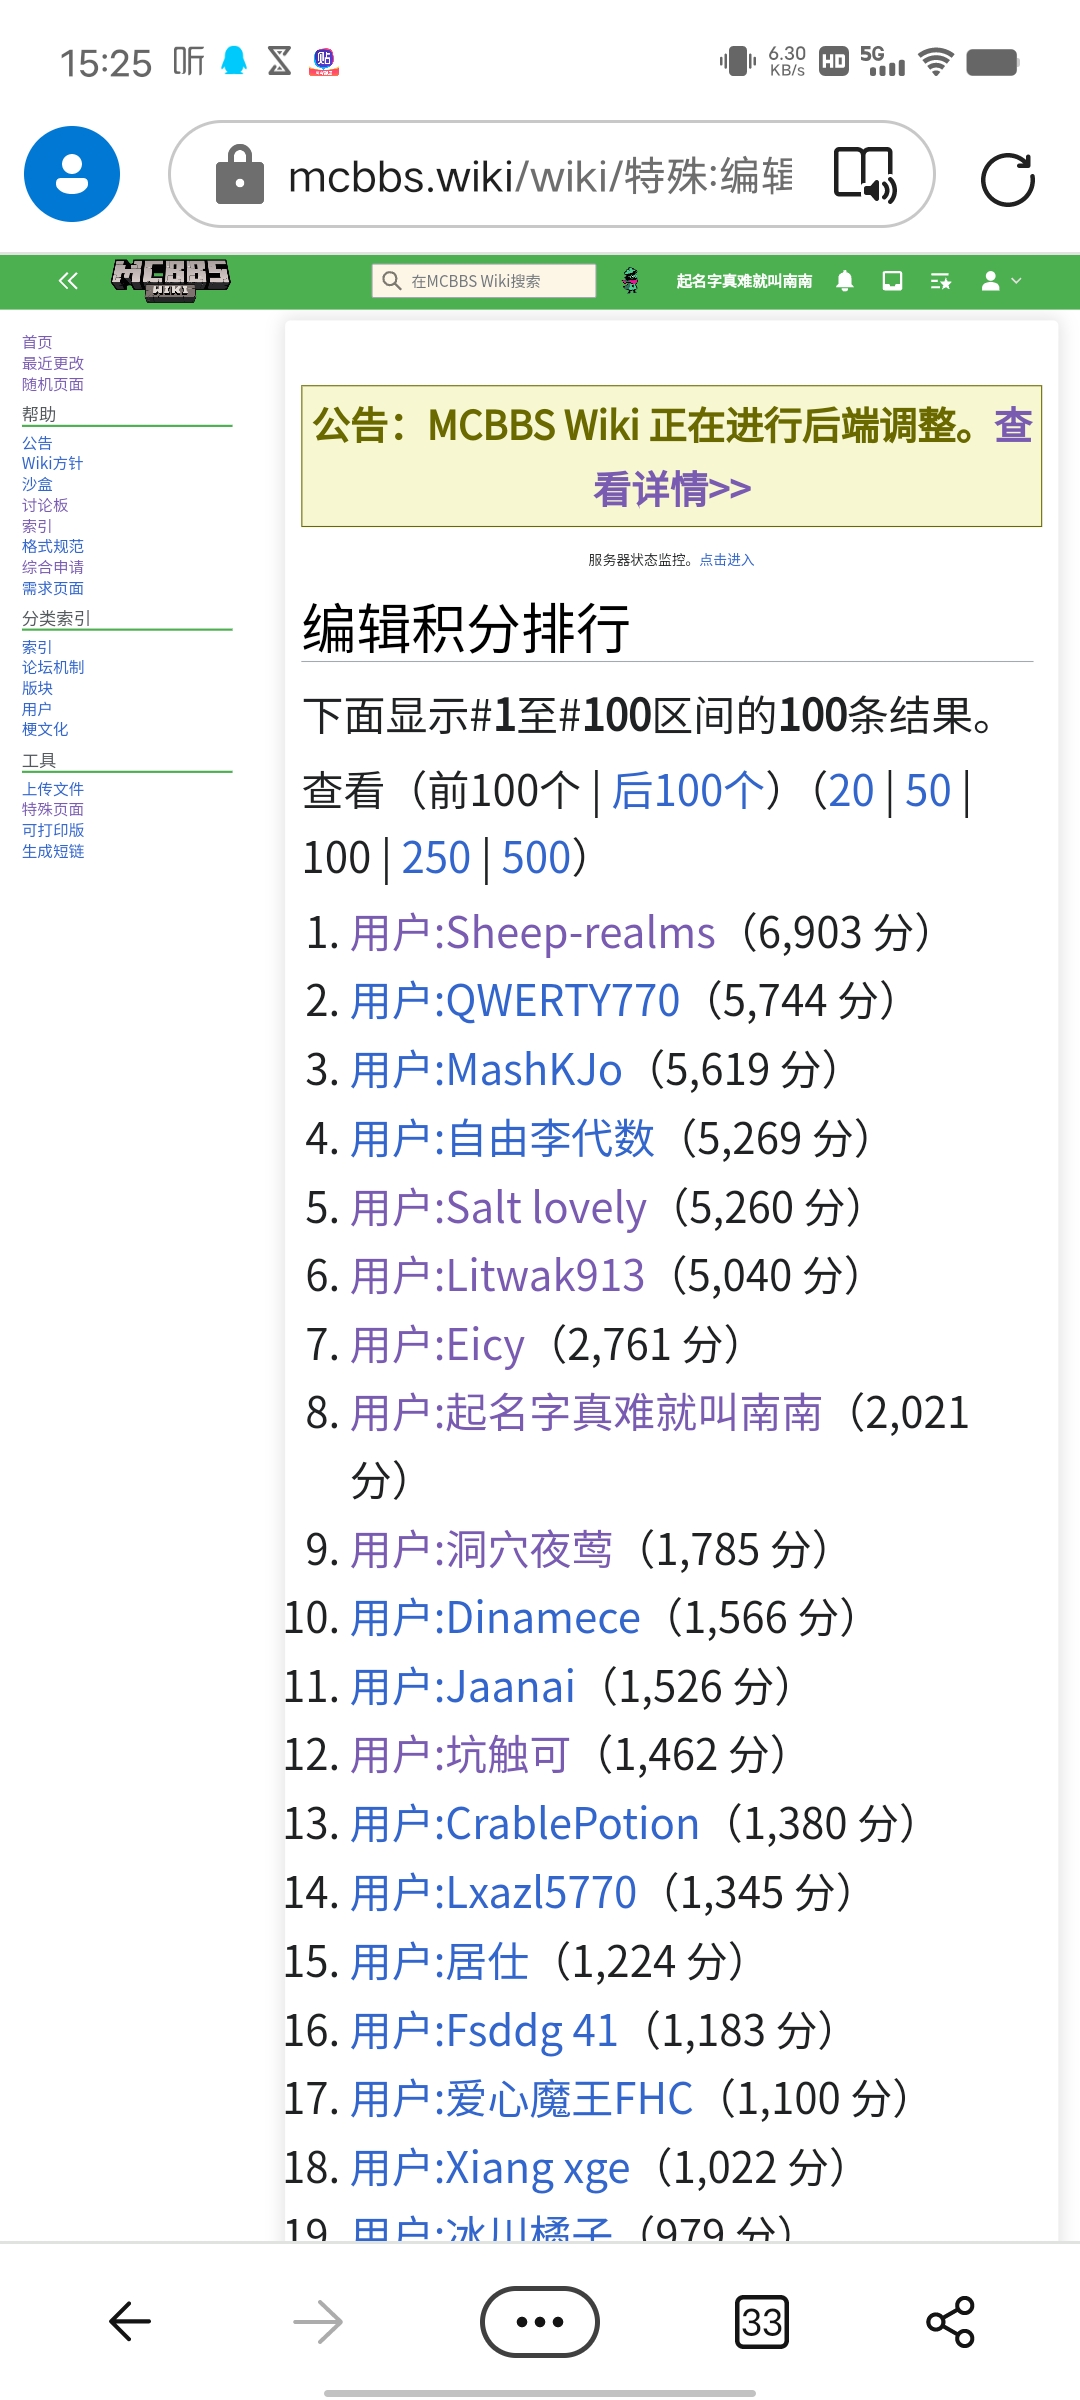 15:25 听 贴 6.30 KB/s HD 5G
mcbbs.wiki/wiki/特殊:编辑
MCBBS WIKI 在MCBBS Wiki搜索 起名字真难就叫南南
首页
最近更改
随机页面
帮助
公告
Wiki方针
沙盒
讨论板
索引
格式规范
综合申请
需求页面
分类索引
索引
论坛机制
版块
用户
梗文化
工具
上传文件
特殊页面
可打印版
生成短链
公告：MCBBS Wiki 正在进行后端调整。查
看详情>>
服务器状态监控。点击进入
编辑积分排行
下面显示#1至#100区间的100条结果。
查看（前100个 | 后100个）（20 | 50 |
100 | 250 | 500）
1. 用户:Sheep-realms（6,903 分）
2. 用户:QWERTY770（5,744 分）
3. 用户:MashKJo（5,619 分）
4. 用户:自由李代数（5,269 分）
5. 用户:Salt lovely（5,260 分）
6. 用户:Litwak913（5,040 分）
7. 用户:Eicy（2,761 分）
8. 用户:起名字真难就叫南南（2,021
分）
9. 用户:洞穴夜莺（1,785 分）
10. 用户:Dinamece（1,566 分）
11. 用户:Jaanai（1,526 分）
12. 用户:坑触可（1,462 分）
13. 用户:CrablePotion（1,380 分）
14. 用户:Lxazl5770（1,345 分）
15. 用户:居仕（1,224 分）
16. 用户:Fsddg 41（1,183 分）
17. 用户:爱心魔王FHC（1,100 分）
18. 用户:Xiang xge（1,022 分）
19. 用户:冰川橘子（979 分）
33